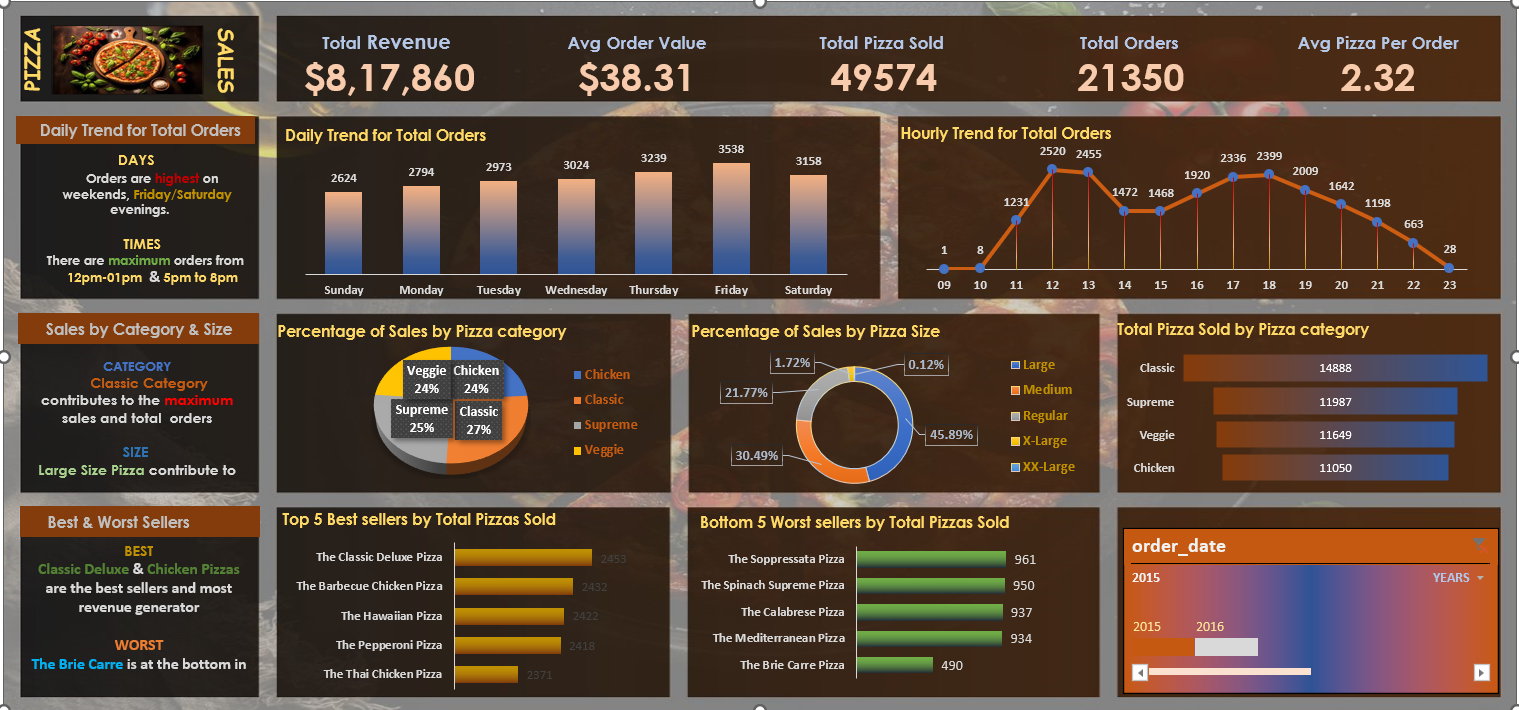 PIZZA
SALES
Total Revenue
$8,17,860
Avg Order Value
$38.31
Total Pizza Sold
49574
Total Orders
21350
Avg Pizza Per Order
2.32
Daily Trend for Total Orders
DAYS
Orders are highest on
weekends, Friday/Saturday
evenings.
TIMES
There are maximum orders from
12pm-01pm & 5pm to 8pm
Daily Trend for Total Orders
2624
2794
2973
3024
3239
3538
3158
Sunday
Monday
Tuesday
Wednesday
Thursday
Friday
Saturday
Hourly Trend for Total Orders
1
8
1231
2520
2455
1472
1468
1920
2336
2399
2009
1642
1198
663
28
09
10
11
12
13
14
15
16
17
18
19
20
21
22
23
Sales by Category & Size
CATEGORY
Classic Category
contributes to the maximum
sales and total orders
SIZE
Large Size Pizza contribute to
Percentage of Sales by Pizza category
Veggie
24%
Chicken
24%
Supreme
25%
Classic
27%
Chicken
Classic
Supreme
Veggie
Percentage of Sales by Pizza Size
1.72%
0.12%
21.77%
45.89%
30.49%
Large
Medium
Regular
X-Large
XX-Large
Total Pizza Sold by Pizza category
Classic 14888
Supreme 11987
Veggie 11649
Chicken 11050
Best & Worst Sellers
BEST
Classic Deluxe & Chicken Pizzas
are the best sellers and most
revenue generator
WORST
The Brie Carre is at the bottom in
Top 5 Best sellers by Total Pizzas Sold
The Classic Deluxe Pizza 2453
The Barbecue Chicken Pizza 2432
The Hawaiian Pizza 2422
The Pepperoni Pizza 2418
The Thai Chicken Pizza 2371
Bottom 5 Worst sellers by Total Pizzas Sold
The Soppressata Pizza 961
The Spinach Supreme Pizza 950
The Calabrese Pizza 937
The Mediterranean Pizza 934
The Brie Carre Pizza 490
order_date
2015 YEARS
2015 2016